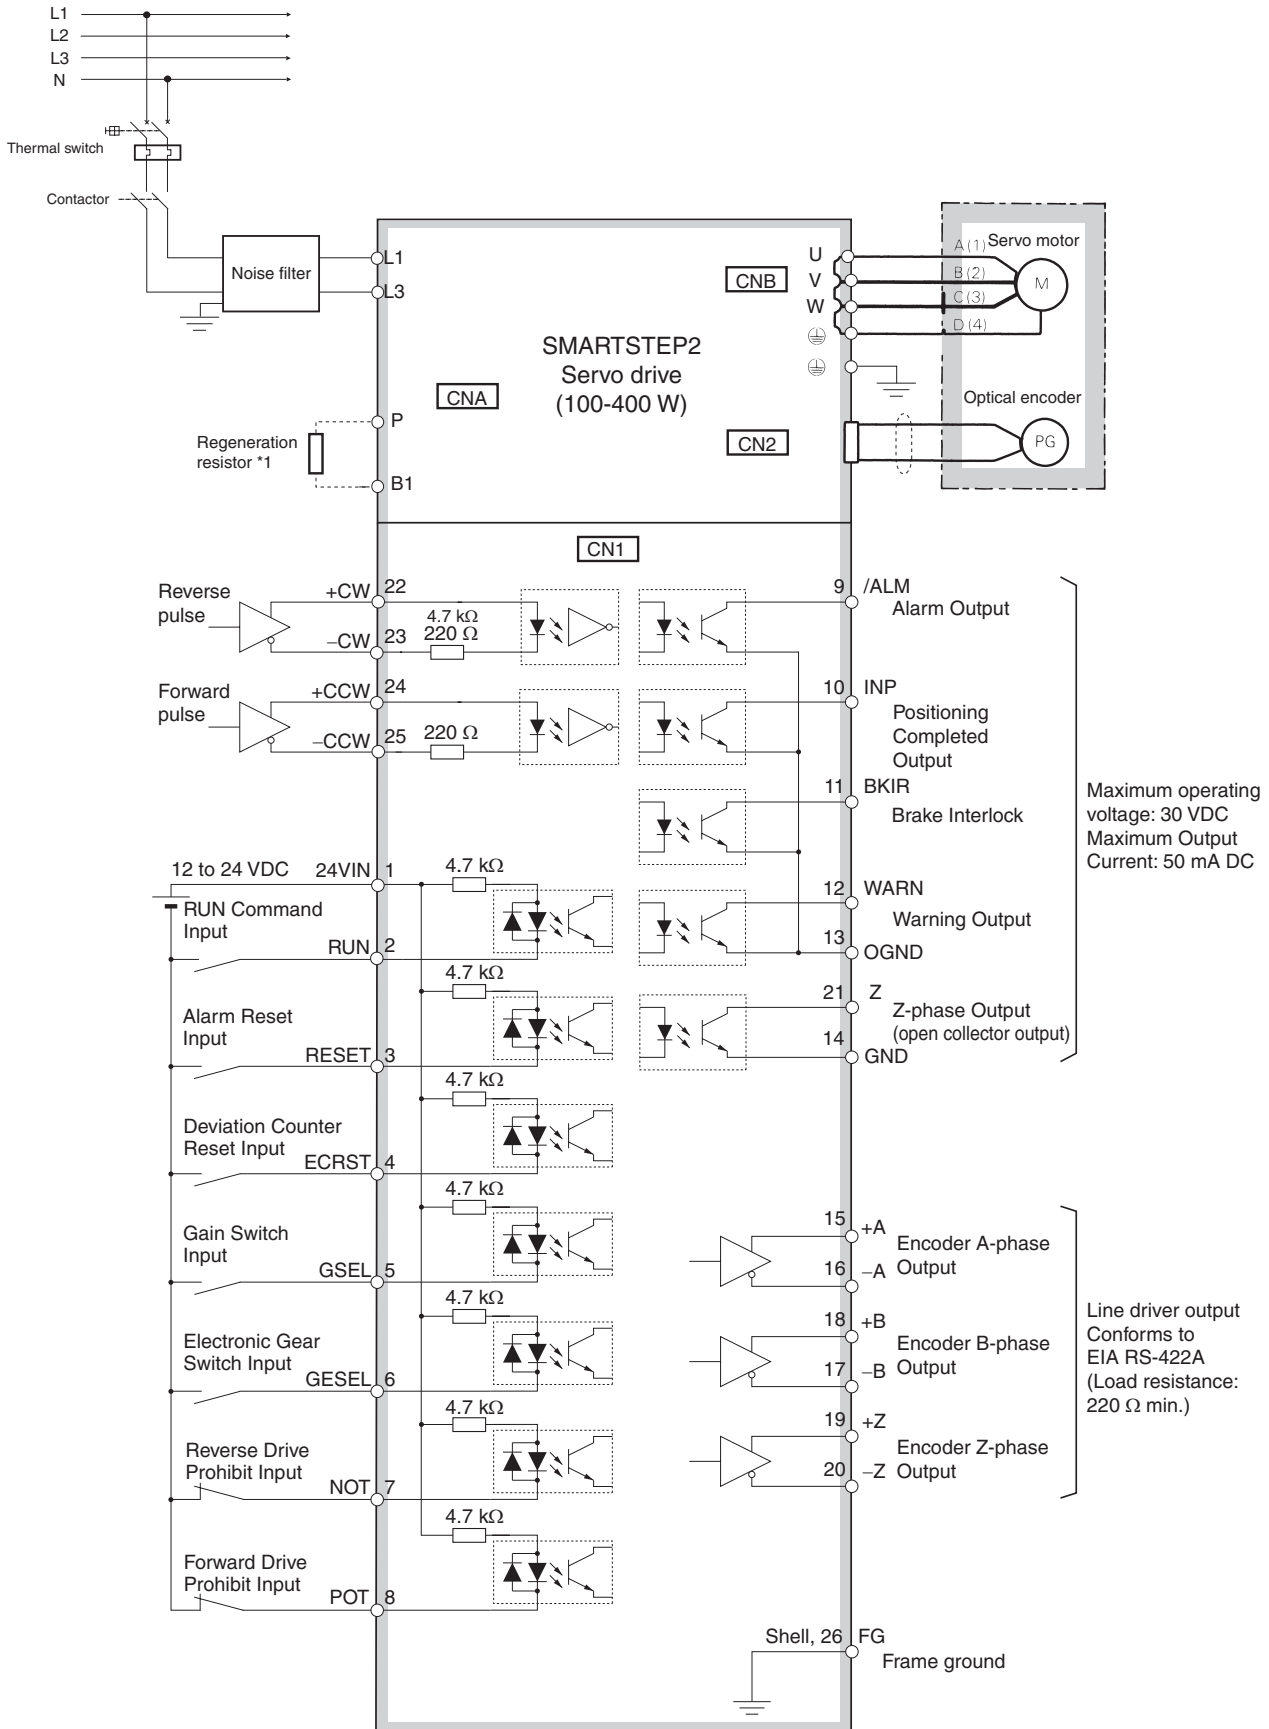 L1
L2
L3
N
Thermal switch
Contactor
Noise filter
L1
L3
Regeneration
resistor *1
P
B1
CNA
SMARTSTEP2
Servo drive
(100-400 W)
CNB
CN2
U
V
W
A(1)
B(2)
C(3)
D(4)
Servo motor
M
Optical encoder
PG
CN1
Reverse
pulse
+CW
22
–CW
23
4.7 kΩ
220 Ω
Forward
pulse
+CCW
24
–CCW
25
220 Ω
12 to 24 VDC
24VIN
1
4.7 kΩ
RUN Command
Input
RUN
2
4.7 kΩ
Alarm Reset
Input
RESET
3
4.7 kΩ
Deviation Counter
Reset Input
ECRST
4
4.7 kΩ
Gain Switch
Input
GSEL
5
4.7 kΩ
Electronic Gear
Switch Input
GESEL
6
4.7 kΩ
Reverse Drive
Prohibit Input
NOT
7
4.7 kΩ
Forward Drive
Prohibit Input
POT
8
9
/ALM
Alarm Output
10
INP
Positioning
Completed
Output
11
BKIR
Brake Interlock
12
WARN
Warning Output
13
OGND
21
Z
Z-phase Output
(open collector output)
14
GND
Maximum operating
voltage: 30 VDC
Maximum Output
Current: 50 mA DC
15
+A
Encoder A-phase
Output
16
–A
18
+B
Encoder B-phase
Output
17
–B
19
+Z
Encoder Z-phase
Output
20
–Z
Line driver output
Conforms to
EIA RS-422A
(Load resistance:
220 Ω min.)
Shell, 26
FG
Frame ground